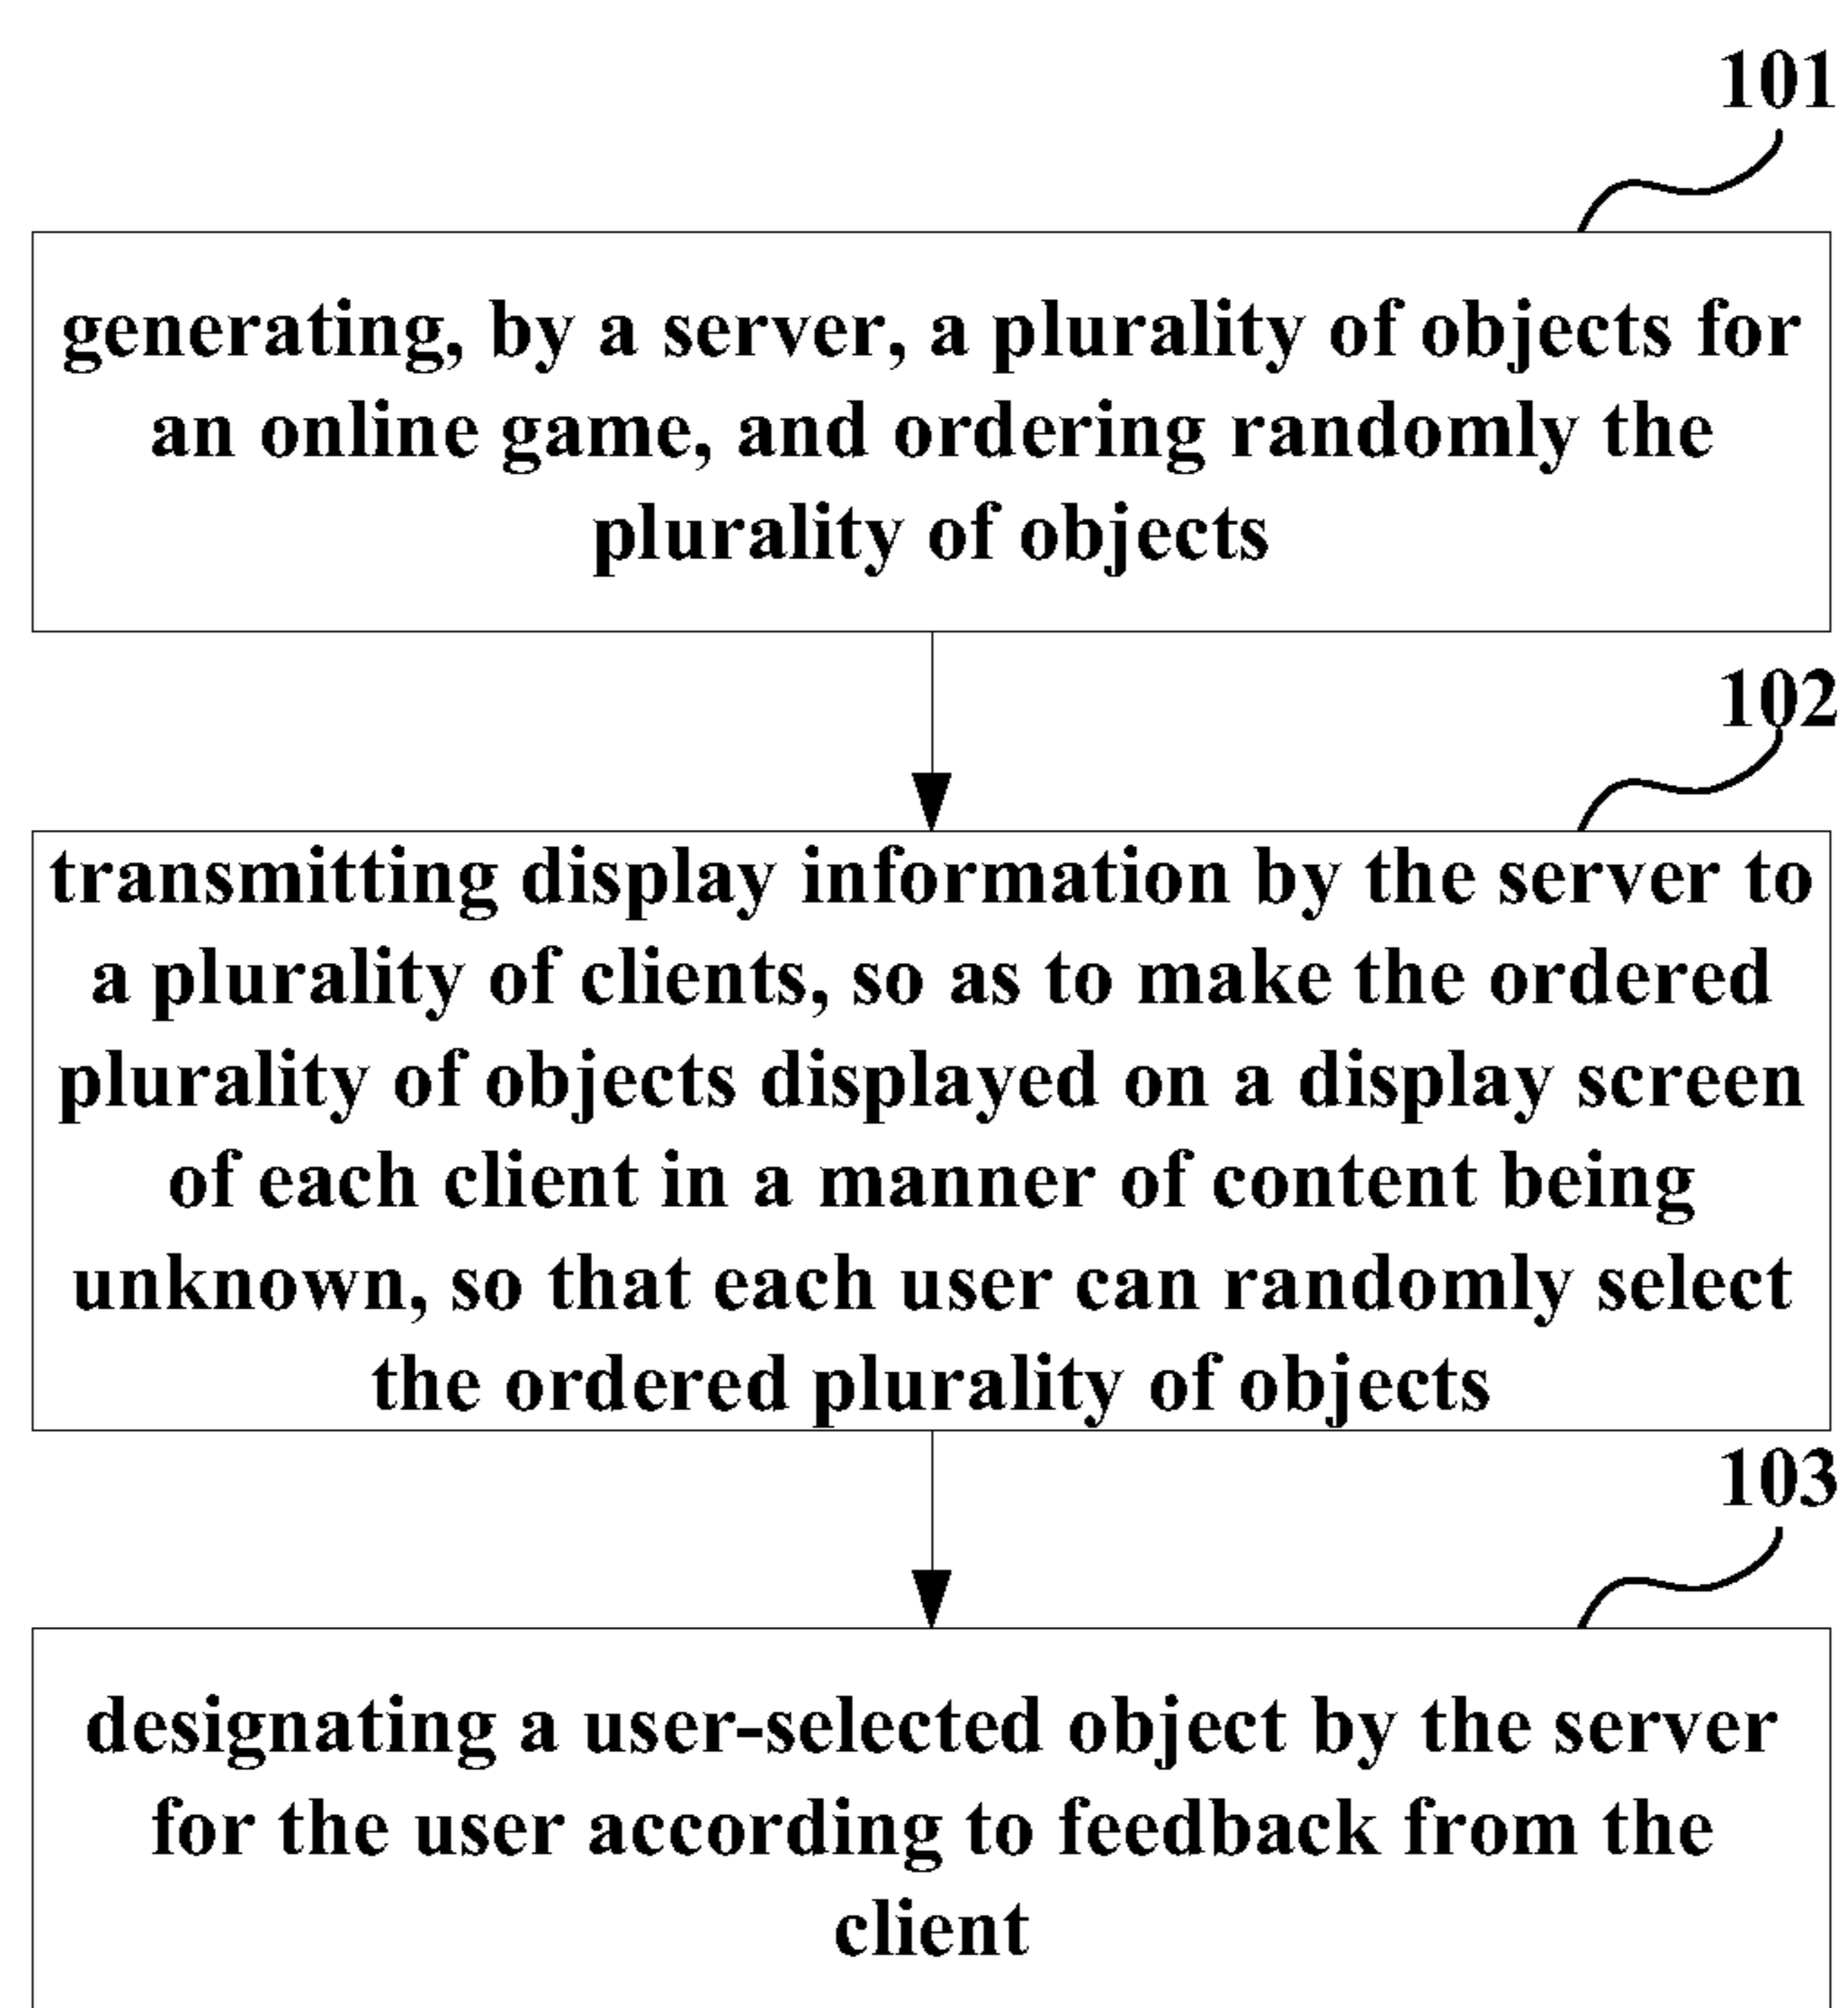 101
generating, by a server, a plurality of objects for
an online game, and ordering randomly the
plurality of objects
102
transmitting display information by the server to
a plurality of clients, so as to make the ordered
plurality of objects displayed on a display screen
of each client in a manner of content being
unknown, so that each user can randomly select
the ordered plurality of objects
103
designating a user-selected object by the server
for the user according to feedback from the
client